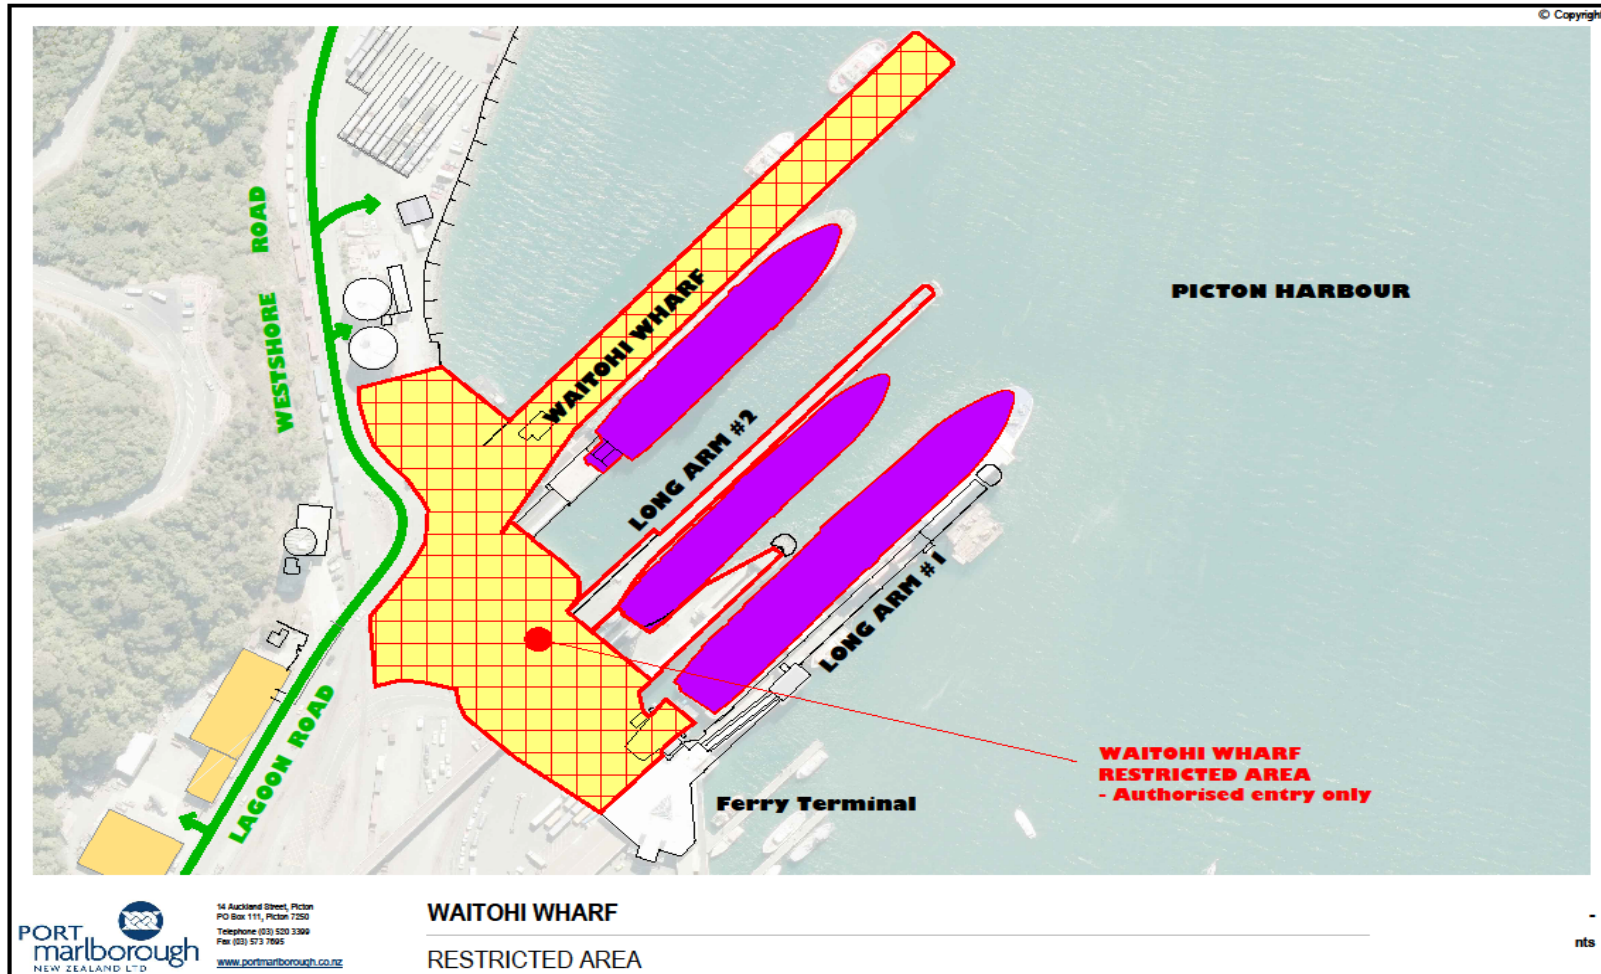 © Copyright
WESTSHORE ROAD
WAITOHI WHARF
PICTON HARBOUR
LONG ARM #2
LONG ARM #1
LAGOON ROAD
WAITOHI WHARF
RESTRICTED AREA
- Authorised entry only
Ferry Terminal
PORT
marlborough
NEW ZEALAND LTD
14 Auckland Street, Picton
PO Box 111, Picton 7250
Telephone (03) 520 3399
Fax (03) 573 7695
www.portmarlborough.co.nz
WAITOHI WHARF
RESTRICTED AREA
-
nts